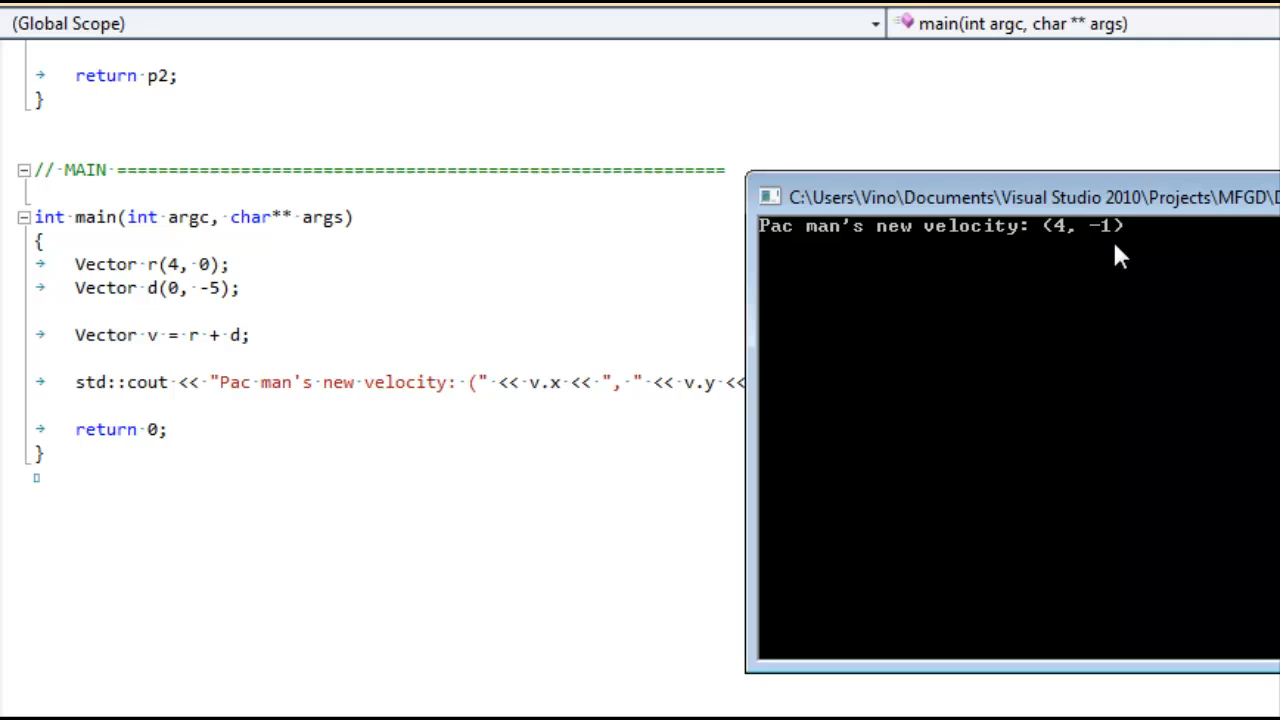 (Global Scope)
main(int argc, char ** args)
return p2;
}
// MAIN ===========================================================
int main(int argc, char** args)
{
Vector r(4, 0);
Vector d(0, -5);
Vector v = r + d;
std::cout << "Pac man's new velocity: (" << v.x << ", " << v.y <<
return 0;
}
C:\Users\Vino\Documents\Visual Studio 2010\Projects\MFGD\D
Pac man's new velocity: (4, -1)